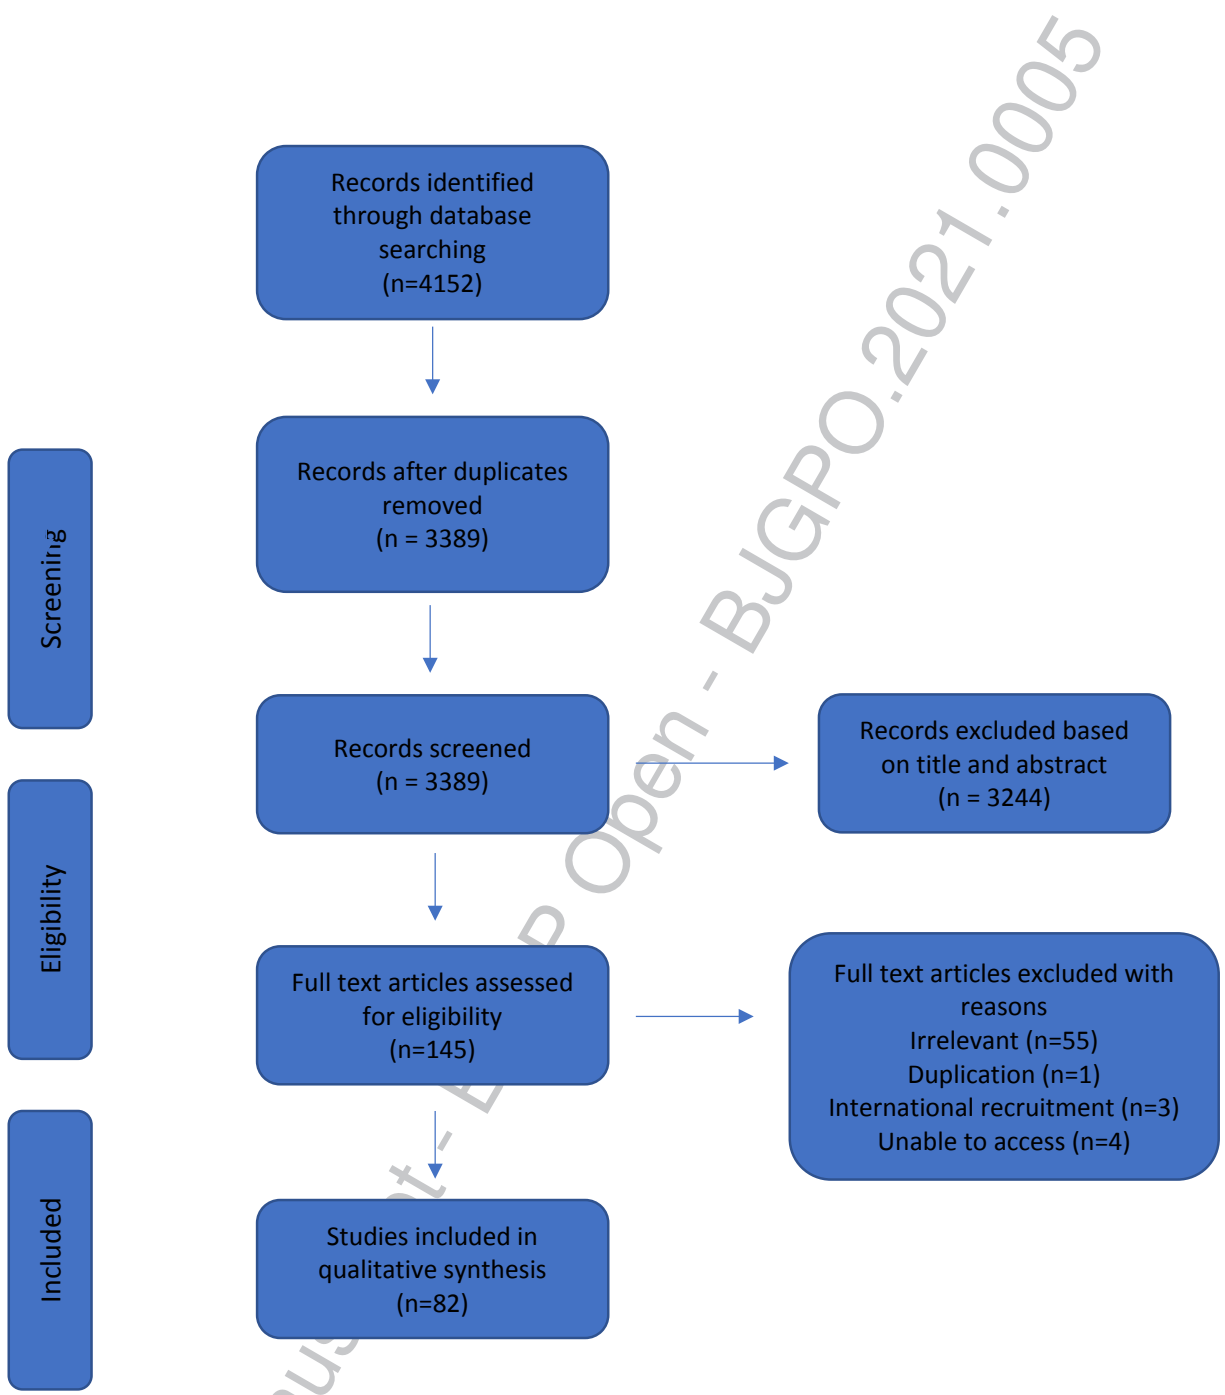 Records identified
through database
searching
(n=4152)
Records after duplicates
removed
(n = 3389)
Screening
Records screened
(n = 3389)
Records excluded based
on title and abstract
(n = 3244)
Eligibility
Full text articles assessed
for eligibility
(n=145)
Full text articles excluded with
reasons
Irrelevant (n=55)
Duplication (n=1)
International recruitment (n=3)
Unable to access (n=4)
Included
Studies included in
qualitative synthesis
(n=82)
Open - BJGPO.2021.0005